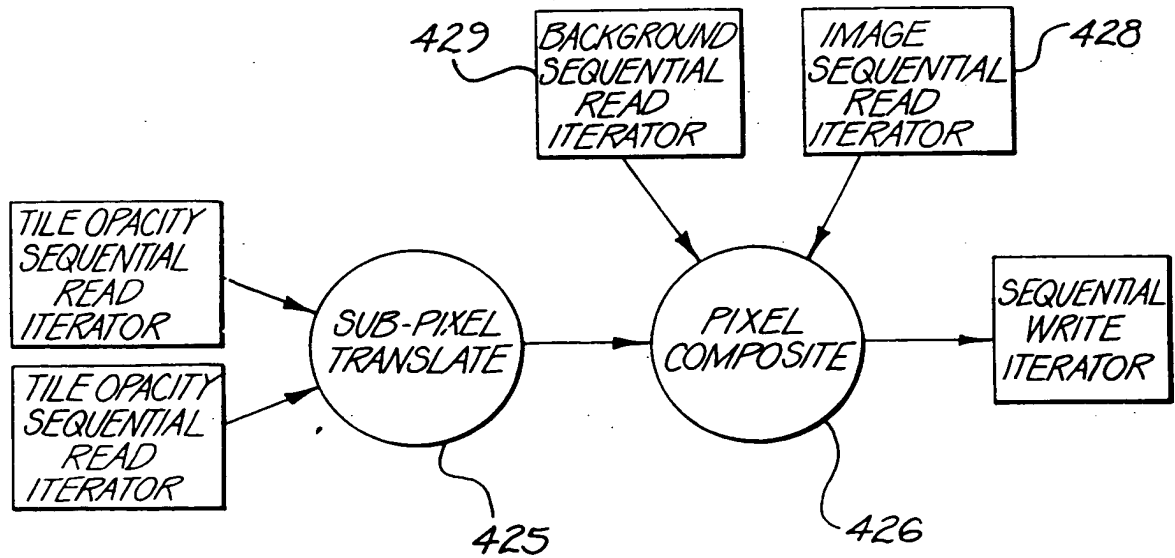 429
BACKGROUND
SEQUENTIAL
READ
ITERATOR
IMAGE
SEQUENTIAL
READ
ITERATOR
428
TILE OPACITY
SEQUENTIAL
READ
ITERATOR
TILE OPACITY
SEQUENTIAL
READ
ITERATOR
SUB-PIXEL
TRANSLATE
PIXEL
COMPOSITE
SEQUENTIAL
WRITE
ITERATOR
425
426